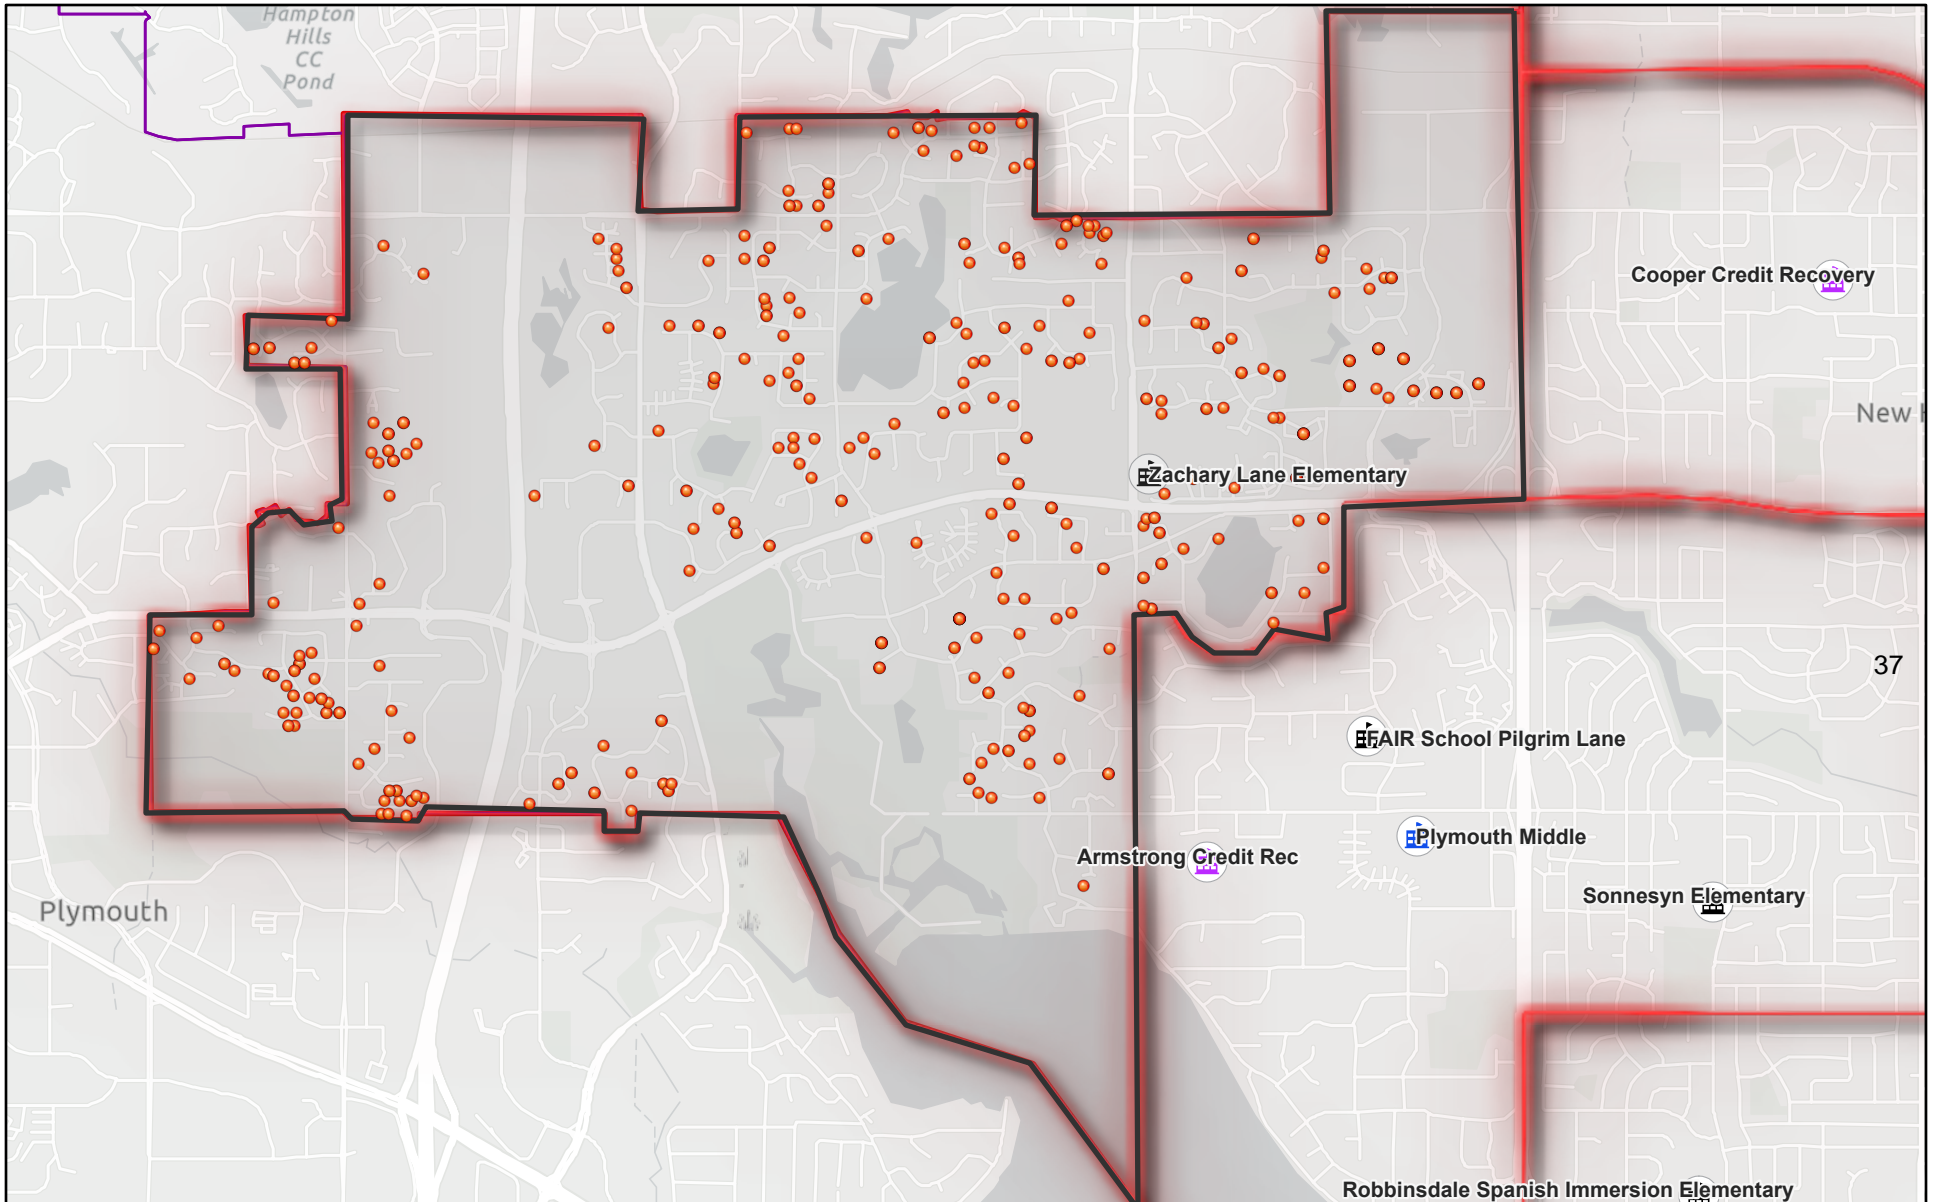 Hampton
Hills
CC
Pond
Cooper Credit Recovery
New
Zachary Lane Elementary
37
FAIR School Pilgrim Lane
Plymouth Middle
Armstrong Credit Rec
Sonnesyn Elementary
Plymouth
Robbinsdale Spanish Immersion Elementary